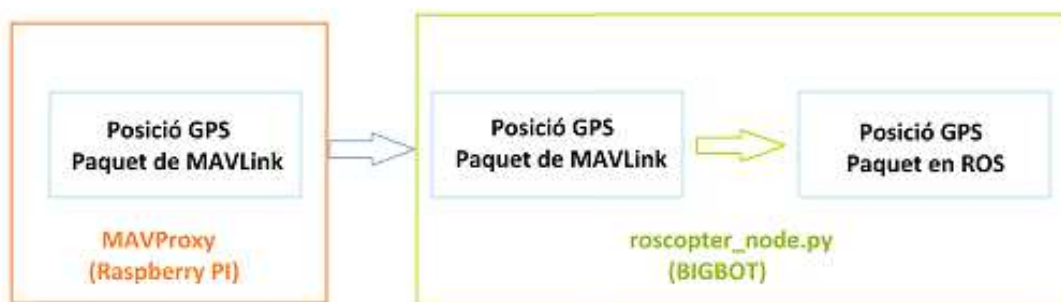 Posició GPS
Paquet de MAVLink
MAVProxy
(Raspberry PI)
Posició GPS
Paquet de MAVLink
Posició GPS
Paquet en ROS
roscopter_node.py
(BIGBOT)